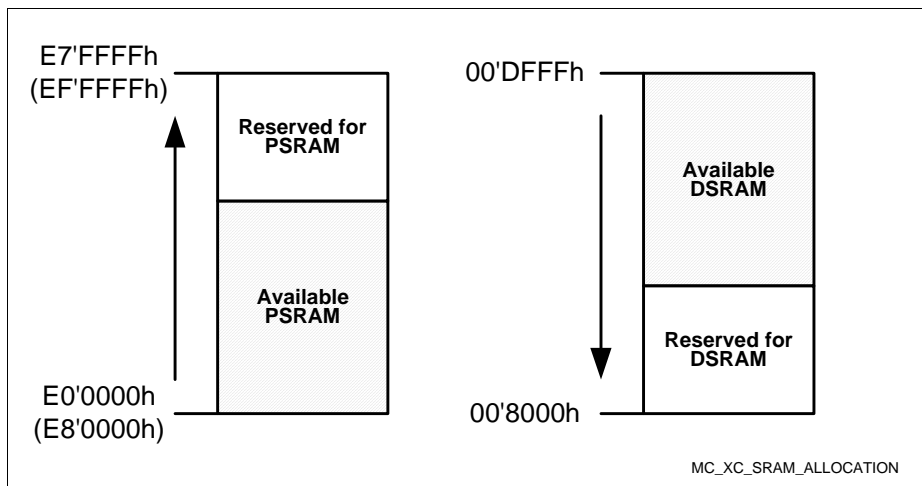 E7'FFFFh
(EF'FFFFh)
Reserved for
PSRAM
Available
PSRAM
E0'0000h
(E8'0000h)
00'DFFFh
Available
DSRAM
Reserved for
DSRAM
00'8000h
MC_XC_SRAM_ALLOCATION